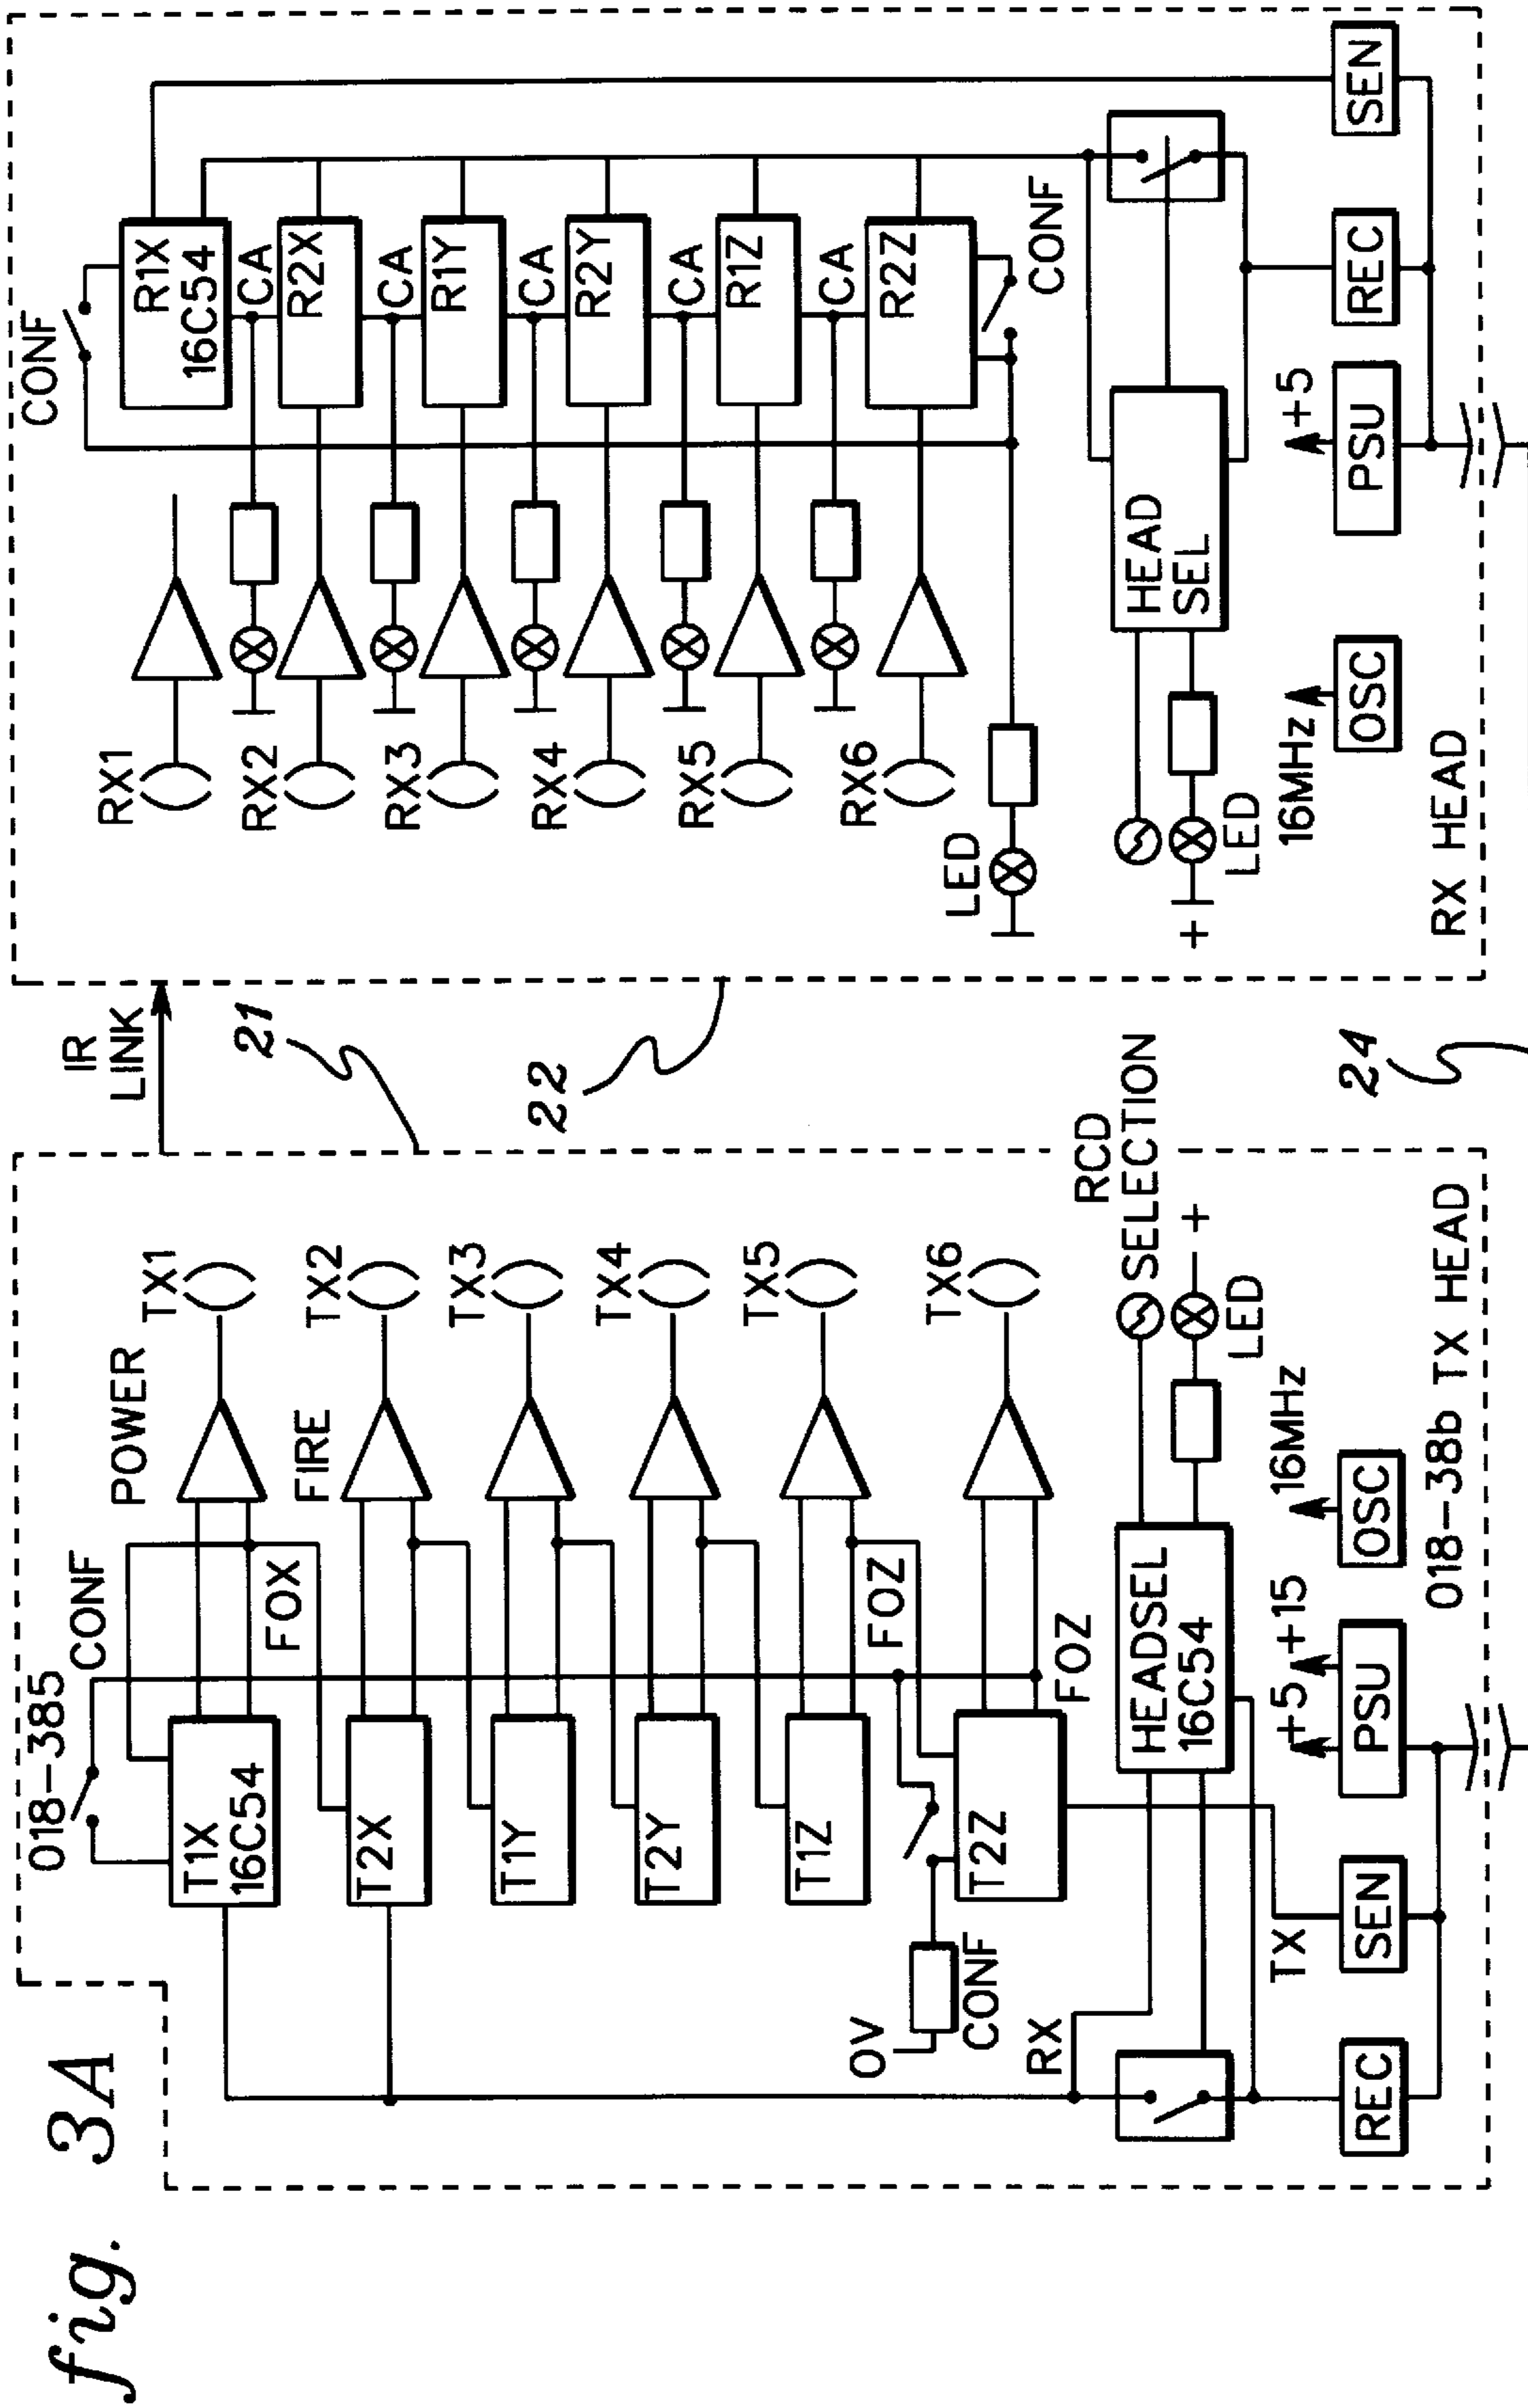 fig. 3A
018-385
CONF
POWER
TX1
T1X
16C54
FOX
FIRE
TX2
T2X
TX3
T1Y
TX4
T2Y
TX5
T1Z
FOZ
TX6
T2Z
0V
CONF
FOZ
RX
HEADSEL
16C54
RCD
SELECTION
+
LED
TX
REC
SEN
PSU
+5
+15
OSC
16MHz
018-38b TX HEAD
IR
LINK
21
22
24
CONF
RX1
R1X
16C54
CA
RX2
R2X
CA
RX3
R1Y
CA
RX4
R2Y
CA
RX5
R1Z
CA
RX6
R2Z
CONF
LED
HEAD
SEL
+
LED
16MHz
OSC
+5
PSU
REC
SEN
RX HEAD